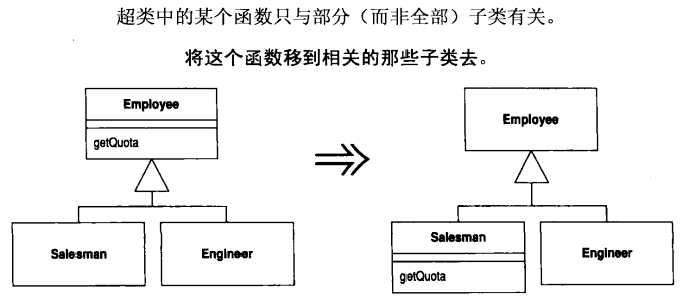 超类中的某个函数只与部分（而非全部）子类有关。
将这个函数移到相关的那些子类去。
Employee
getQuota
Salesman
Engineer
Employee
Salesman
getQuota
Engineer